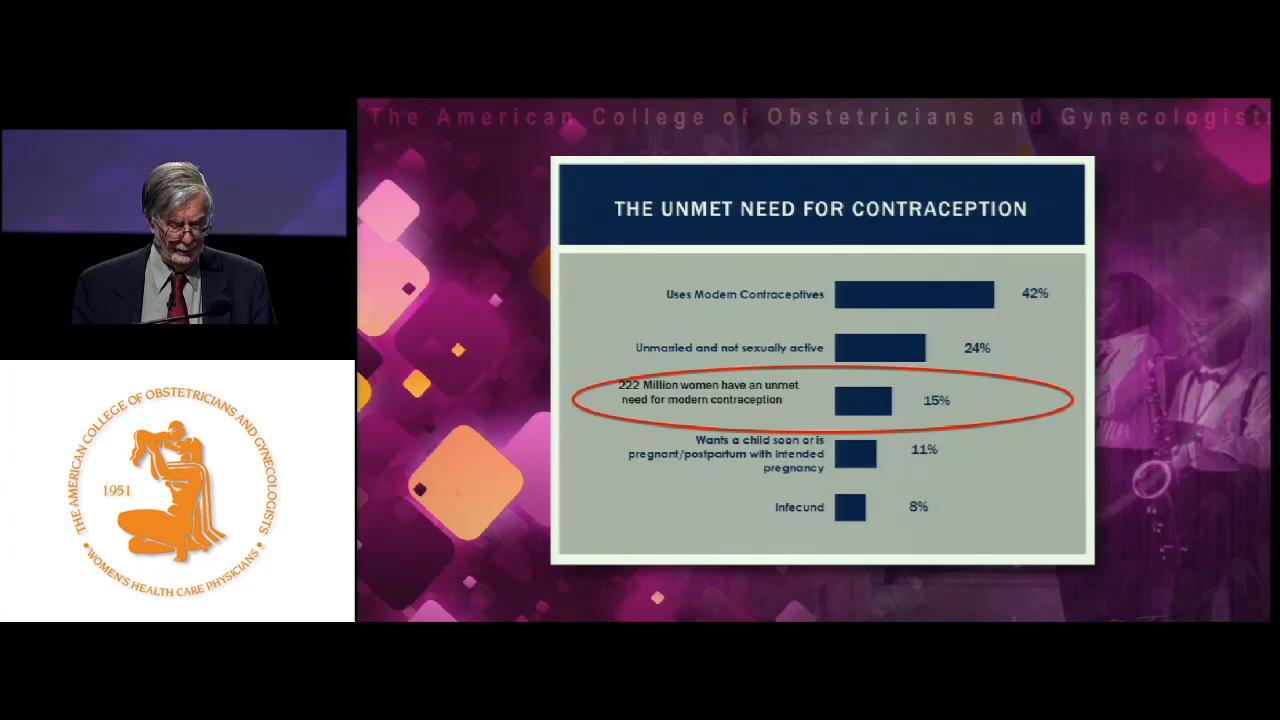 The American College of Obstetricians and Gynecologists
THE UNMET NEED FOR CONTRACEPTION
Uses Modern Contraceptives
42%
Unmarried and not sexually active
24%
222 Million women have an unmet
need for modern contraception
15%
Wants a child soon or is
pregnant/postpartum with intended
pregnancy
11%
Infecund
8%
THE AMERICAN COLLEGE OF OBSTETRICIANS AND GYNECOLOGISTS
1951
• WOMEN'S HEALTH CARE PHYSICIANS •